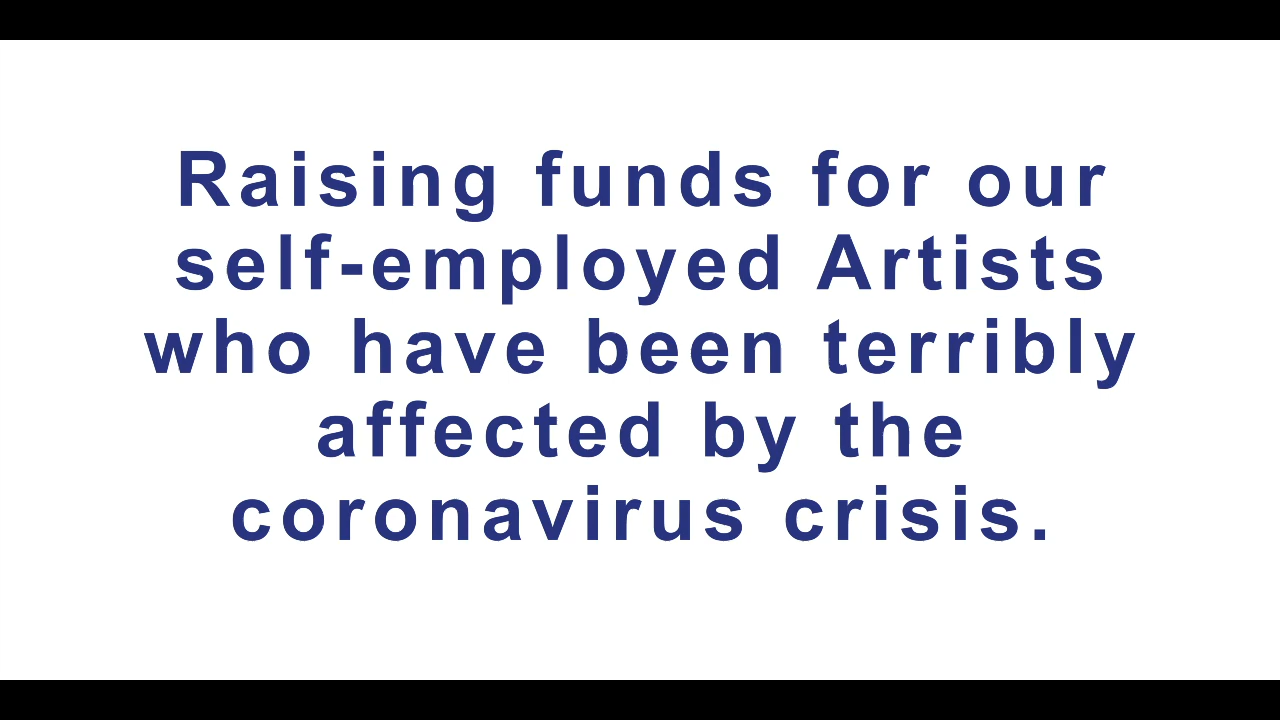 Raising funds for our
self-employed Artists
who have been terribly
affected by the
coronavirus crisis.